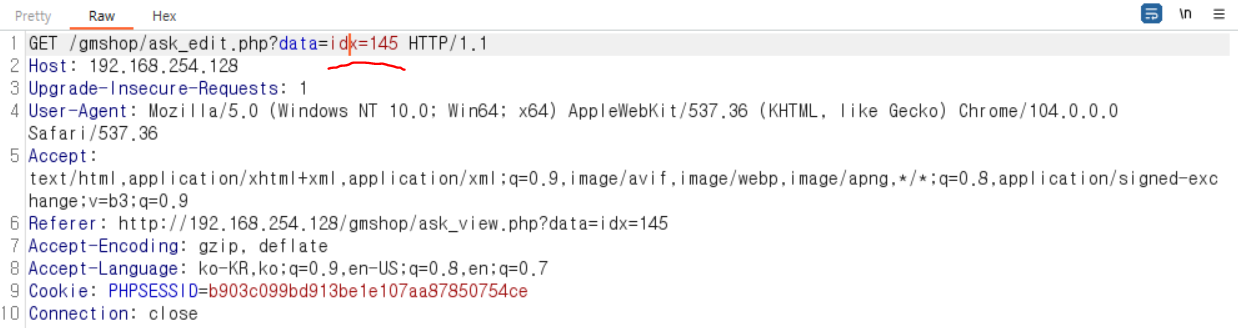 Pretty Raw Hex \n
1 GET /gmshop/ask_edit.php?data=idx=145 HTTP/1.1
2 Host: 192.168.254.128
3 Upgrade-Insecure-Requests: 1
4 User-Agent: Mozilla/5.0 (Windows NT 10.0; Win64; x64) AppleWebKit/537.36 (KHTML, like Gecko) Chrome/104.0.0.0
Safari/537.36
5 Accept:
text/html,application/xhtml+xml,application/xml;q=0.9,image/avif,image/webp,image/apng,*/*;q=0.8,application/signed-exc
hange;v=b3;q=0.9
6 Referer: http://192.168.254.128/gmshop/ask_view.php?data=idx=145
7 Accept-Encoding: gzip, deflate
8 Accept-Language: ko-KR,ko;q=0.9,en-US;q=0.8,en;q=0.7
9 Cookie: PHPSESSID=b903c099bd913be1e107aa87850754ce
10 Connection: close